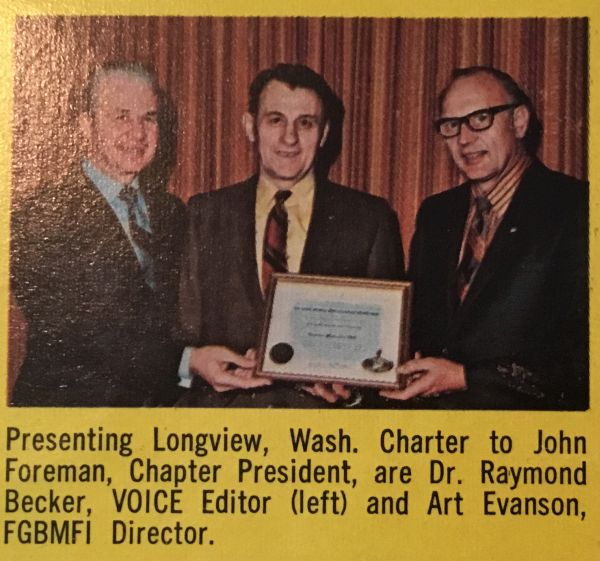 Presenting Longview, Wash. Charter to John
Foreman, Chapter President, are Dr. Raymond
Becker, VOICE Editor (left) and Art Evanson,
FGBMFI Director.